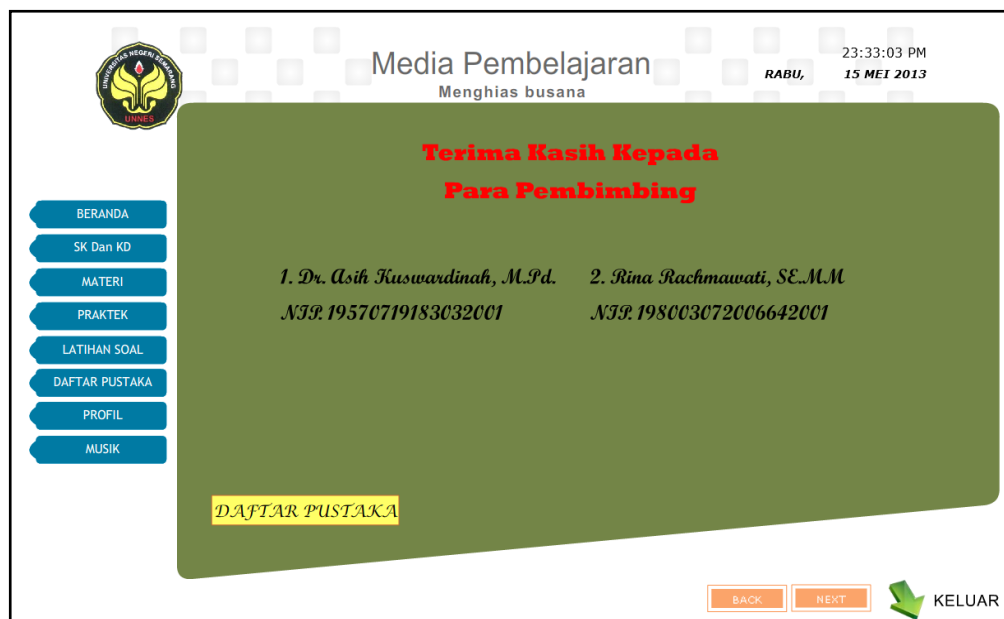 UNIVERSITAS NEGERI SEMARANG
UNNES
Media Pembelajaran
Menghias busana
23:33:03 PM
RABU, 15 MEI 2013
Terima Kasih Kepada
Para Pembimbing
BERANDA
SK Dan KD
MATERI
PRAKTEK
LATIHAN SOAL
DAFTAR PUSTAKA
PROFIL
MUSIK
1. Dr. Asih Kuswardinah, M.Pd.
NIP. 19570719183032001
2. Rina Rachmawati, SE.MM
NIP. 198003072006642001
DAFTAR PUSTAKA
BACK
NEXT
KELUAR